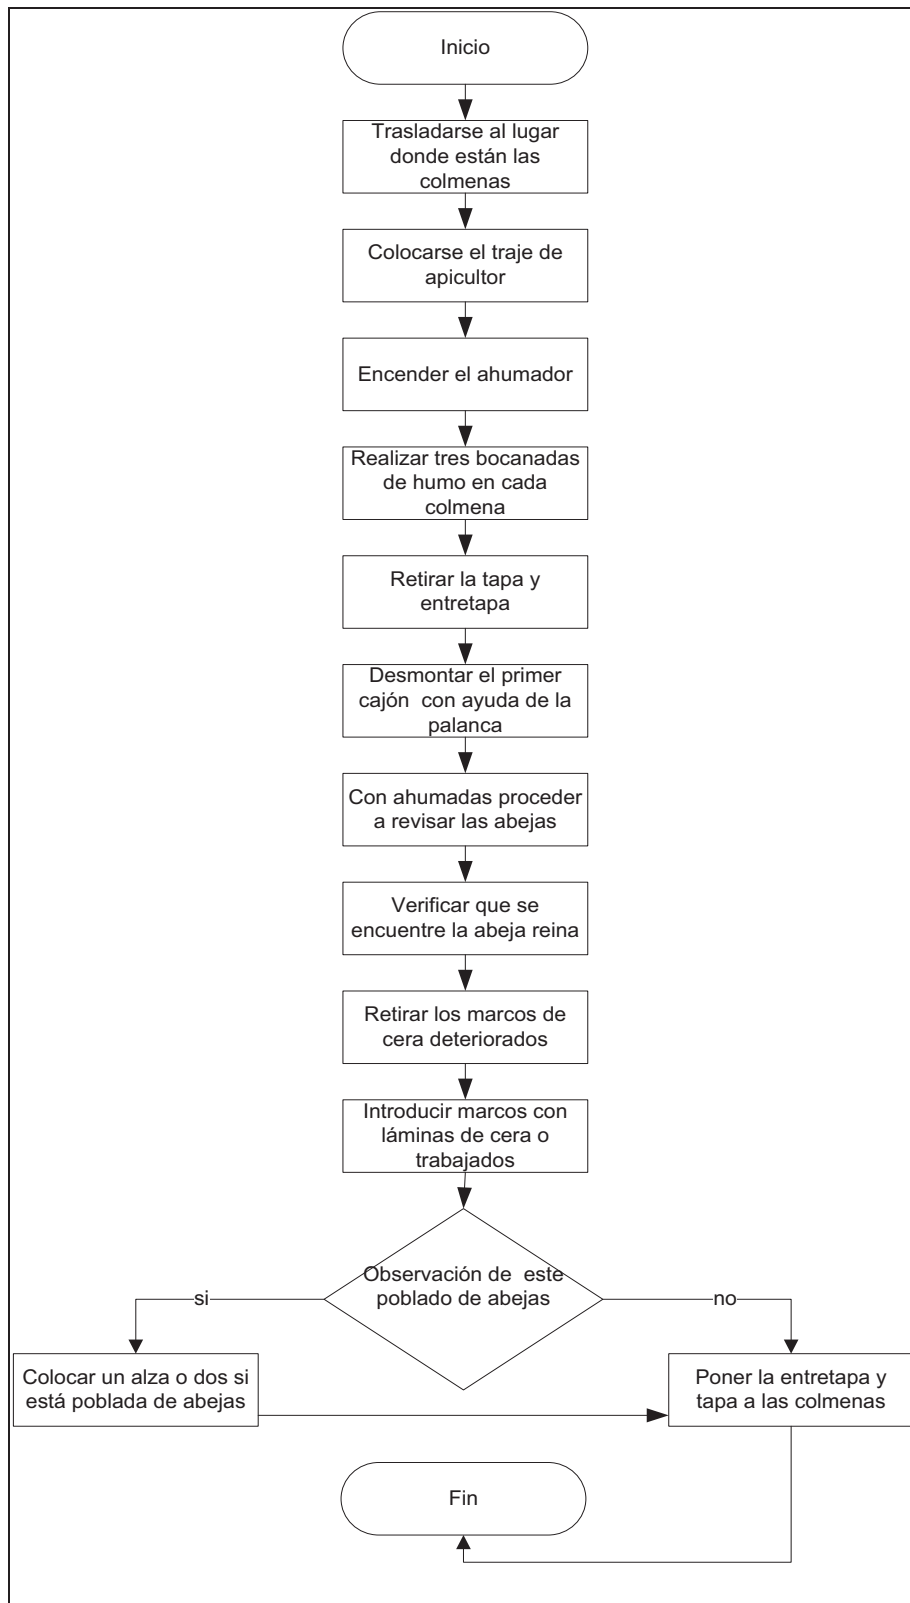 Inicio
Trasladarse al lugar
donde están las
colmenas
Colocarse el traje de
apicultor
Encender el ahumador
Realizar tres bocanadas
de humo en cada
colmena
Retirar la tapa y
entretapa
Desmontar el primer
cajón con ayuda de la
palanca
Con ahumadas proceder
a revisar las abejas
Verificar que se
encuentre la abeja reina
Retirar los marcos de
cera deteriorados
Introducir marcos con
láminas de cera o
trabajados
Observación de este
poblado de abejas
si
no
Colocar un alza o dos si
está poblada de abejas
Poner la entretapa y
tapa a las colmenas
Fin